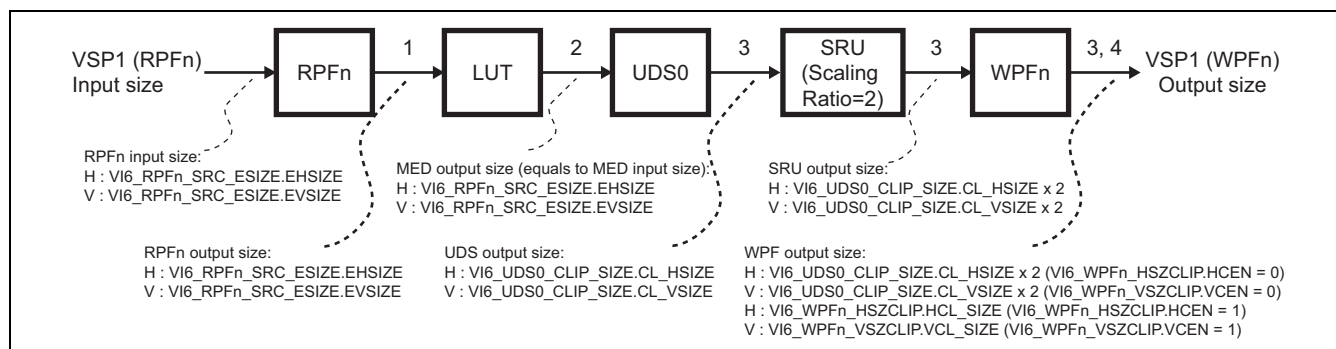 VSP1 (RPFn)
Input size
RPFn
1
LUT
2
UDS0
3
SRU
(Scaling
Ratio=2)
3
WPFn
3, 4
VSP1 (WPFn)
Output size
RPFn input size:
H : VI6_RPFn_SRC_ESIZE.EHSIZE
V : VI6_RPFn_SRC_ESIZE.EVSIZE
MED output size (equals to MED input size):
H : VI6_RPFn_SRC_ESIZE.EHSIZE
V : VI6_RPFn_SRC_ESIZE.EVSIZE
SRU output size:
H : VI6_UDS0_CLIP_SIZE.CL_HSIZE x 2
V : VI6_UDS0_CLIP_SIZE.CL_VSIZE x 2
RPFn output size:
H : VI6_RPFn_SRC_ESIZE.EHSIZE
V : VI6_RPFn_SRC_ESIZE.EVSIZE
UDS output size:
H : VI6_UDS0_CLIP_SIZE.CL_HSIZE
V : VI6_UDS0_CLIP_SIZE.CL_VSIZE
WPF output size:
H : VI6_UDS0_CLIP_SIZE.CL_HSIZE x 2 (VI6_WPFn_HSZCLIP.HCEN = 0)
V : VI6_UDS0_CLIP_SIZE.CL_VSIZE x 2 (VI6_WPFn_VSZCLIP.VCEN = 0)
H : VI6_WPFn_HSZCLIP.HCL_SIZE (VI6_WPFn_HSZCLIP.HCEN = 1)
V : VI6_WPFn_VSZCLIP.VCL_SIZE (VI6_WPFn_VSZCLIP.VCEN = 1)